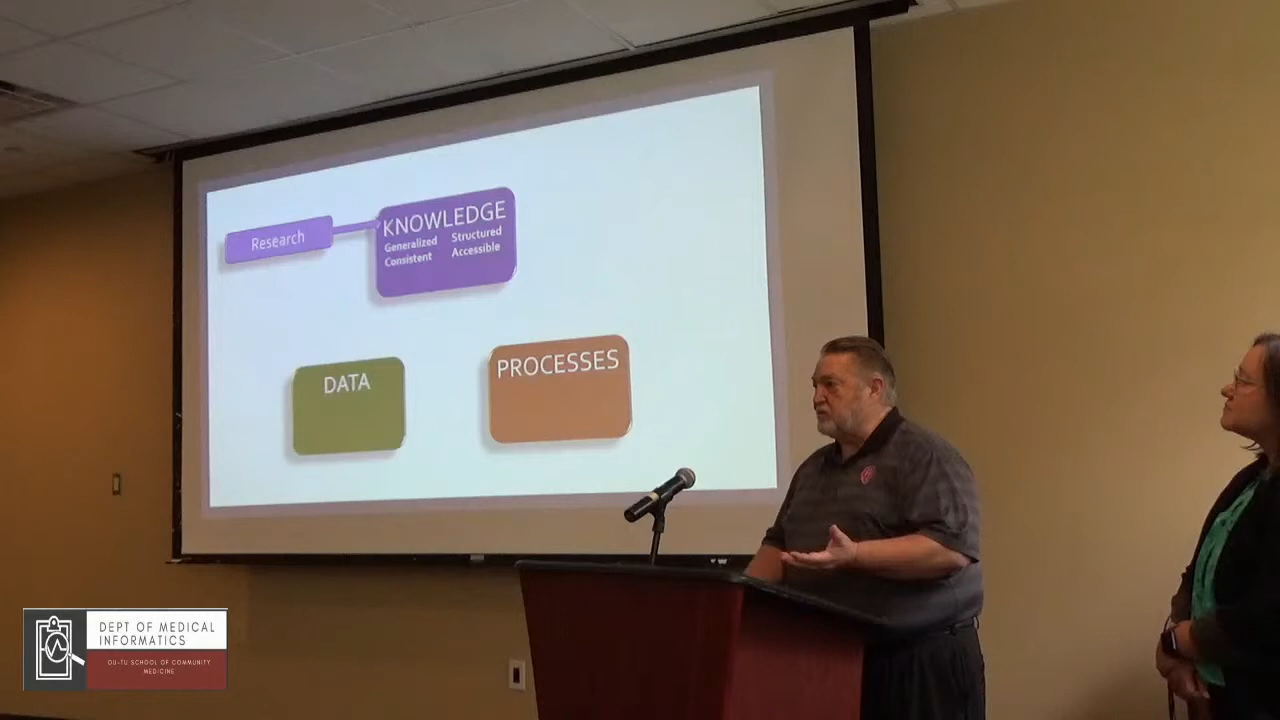 Research
KNOWLEDGE
Generalized Structured
Consistent Accessible
DATA
PROCESSES
DEPT OF MEDICAL
INFORMATICS
OU-TU SCHOOL OF COMMUNITY
MEDICINE